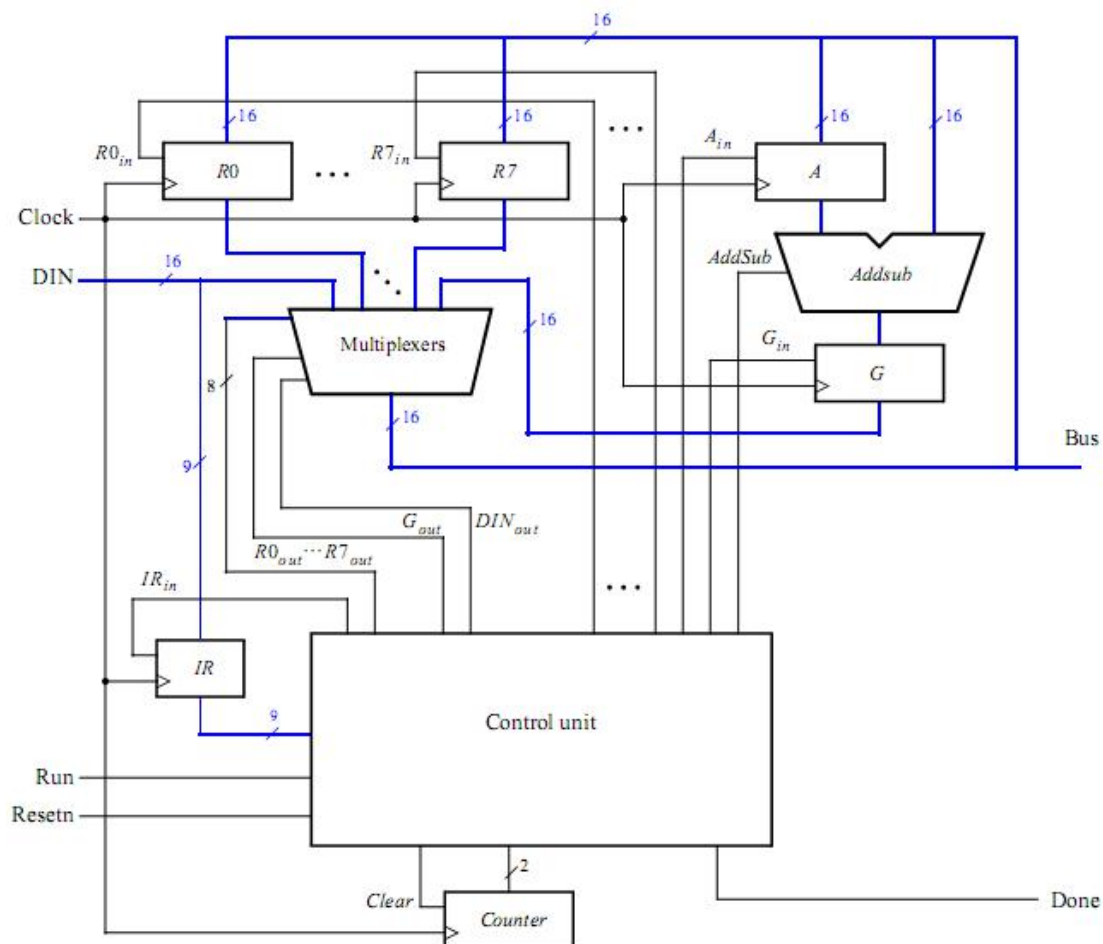 16
16
16
16
16
R0in
R0
• • •
R7in
R7
• • •
Ain
A
Clock
DIN
16
AddSub
Addsub
Multiplexers
16
Gin
G
8
16
Bus
9
Gout
DINout
R0out ··· R7out
IRin
• • •
IR
9
Control unit
Run
Resetn
2
Clear
Counter
Done